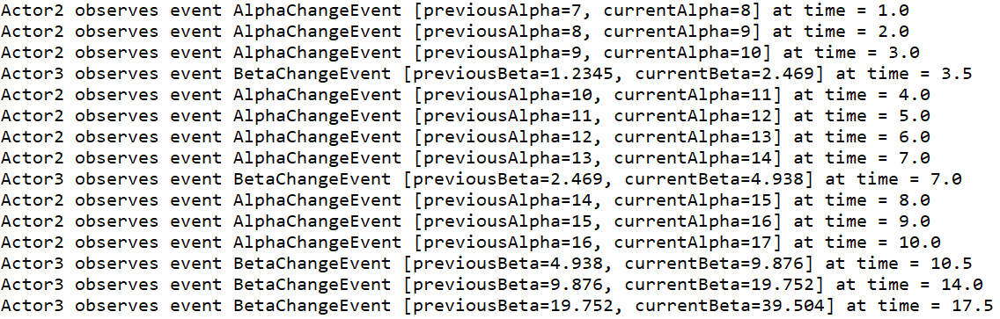 Actor2 observes event AlphaChangeEvent [previousAlpha=7, currentAlpha=8] at time = 1.0
Actor2 observes event AlphaChangeEvent [previousAlpha=8, currentAlpha=9] at time = 2.0
Actor2 observes event AlphaChangeEvent [previousAlpha=9, currentAlpha=10] at time = 3.0
Actor3 observes event BetaChangeEvent [previousBeta=1.2345, currentBeta=2.469] at time = 3.5
Actor2 observes event AlphaChangeEvent [previousAlpha=10, currentAlpha=11] at time = 4.0
Actor2 observes event AlphaChangeEvent [previousAlpha=11, currentAlpha=12] at time = 5.0
Actor2 observes event AlphaChangeEvent [previousAlpha=12, currentAlpha=13] at time = 6.0
Actor2 observes event AlphaChangeEvent [previousAlpha=13, currentAlpha=14] at time = 7.0
Actor3 observes event BetaChangeEvent [previousBeta=2.469, currentBeta=4.938] at time = 7.0
Actor2 observes event AlphaChangeEvent [previousAlpha=14, currentAlpha=15] at time = 8.0
Actor2 observes event AlphaChangeEvent [previousAlpha=15, currentAlpha=16] at time = 9.0
Actor2 observes event AlphaChangeEvent [previousAlpha=16, currentAlpha=17] at time = 10.0
Actor3 observes event BetaChangeEvent [previousBeta=4.938, currentBeta=9.876] at time = 10.5
Actor3 observes event BetaChangeEvent [previousBeta=9.876, currentBeta=19.752] at time = 14.0
Actor3 observes event BetaChangeEvent [previousBeta=19.752, currentBeta=39.504] at time = 17.5